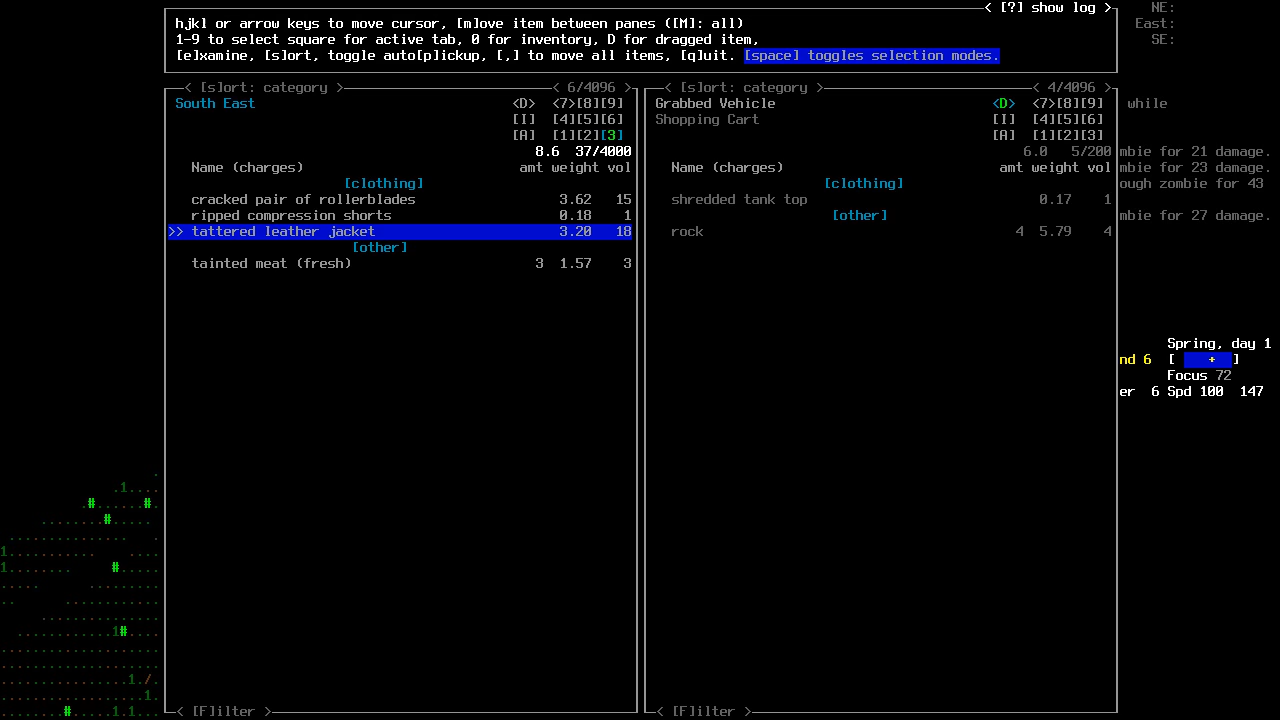 < [?] show log >
NE:
hjkl or arrow keys to move cursor, [m]ove item between panes ([M]: all)
East:
1-9 to select square for active tab, 0 for inventory, D for dragged item,
SE:
[e]xamine, [s]ort, toggle auto[p]ickup, [,] to move all items, [q]uit. [space] toggles selection modes.
< [s]ort: category > < 6/4096 > < [s]ort: category > < 4/4096 >
South East <D> <7>[8][9] Grabbed Vehicle <D> <7>[8][9] while
[I] [4][5][6] Shopping Cart [I] [4][5][6]
[A] [1][2][3] [A] [1][2][3]
8.6 37/4000 6.0 5/200 mbie for 21 damage.
Name (charges) amt weight vol Name (charges) amt weight vol mbie for 23 damage.
[clothing] [clothing] ough zombie for 43
cracked pair of rollerblades 3.62 15 shredded tank top 0.17 1
ripped compression shorts 0.18 1 [other] mbie for 27 damage.
>> tattered leather jacket 3.20 18 rock 4 5.79 4
[other]
tainted meat (fresh) 3 1.57 3
Spring, day 1
nd 6 [ + ]
Focus 72
er 6 Spd 100 147
< [F]ilter > < [F]ilter >